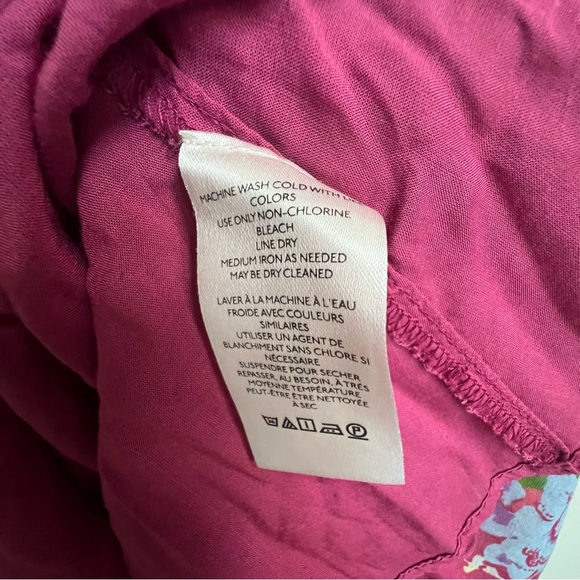 MACHINE WASH COLD WITH
COLORS
USE ONLY NON-CHLORINE
BLEACH
LINE DRY
MEDIUM IRON AS NEEDED
MAY BE DRY CLEANED
LAVER À LA MACHINE À L'EAU
FROIDE AVEC COULEURS
SIMILAIRES
UTILISER UN AGENT DE
BLANCHIMENT SANS CHLORE SI
NÉCESSAIRE
SUSPENDRE POUR SÉCHER
REPASSER, AU BESOIN, À TRÈS
MOYENNE TEMPÉRATURE
PEUT-ÊTRE ÊTRE NETTOYÉE
À SEC
P